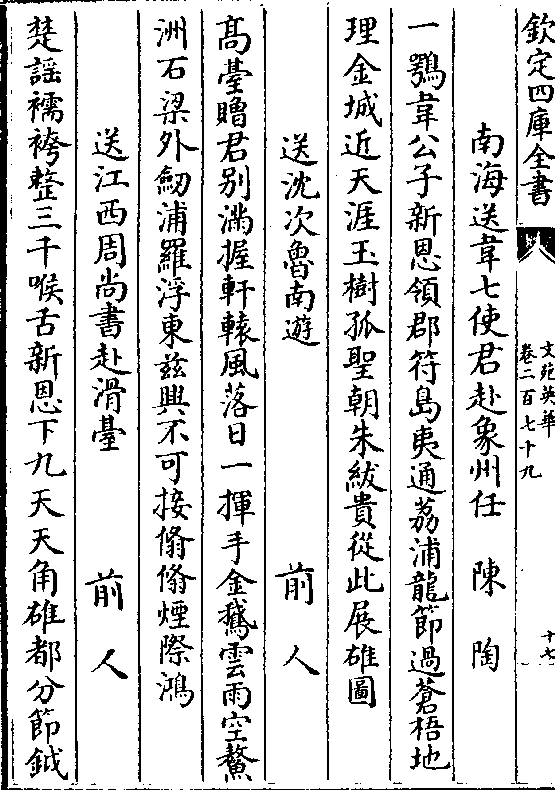 欽定四庫全書
文苑英華
卷二百七十九
十七
南海送韋七使君赴象州任 陳陶
一鶚韋公子新恩領郡符島夷通荔浦龍節過蒼梧地
理金城近天涯玉樹孤聖朝朱紱貴從此展雄圖
送沈次魯南遊 前人
髙臺贈君别滿握軒轅風落日一揮手金鵞雲雨空鰲
洲石梁外劒浦羅浮東兹興不可接翛翛煙際鴻
送江西周尚書赴滑臺 前人
楚謡襦袴整三千喉舌新恩下九天天角雄都分節鉞